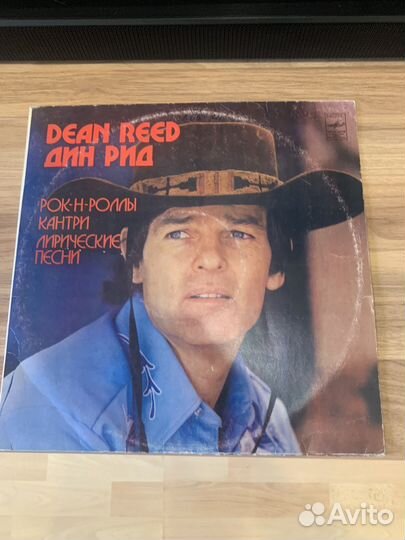 DEAN REED
ДИН РИД
РОК-Н-РОЛЛЫ
КАНТРИ
ЛИРИЧЕСКИЕ
ПЕСНИ
Avito